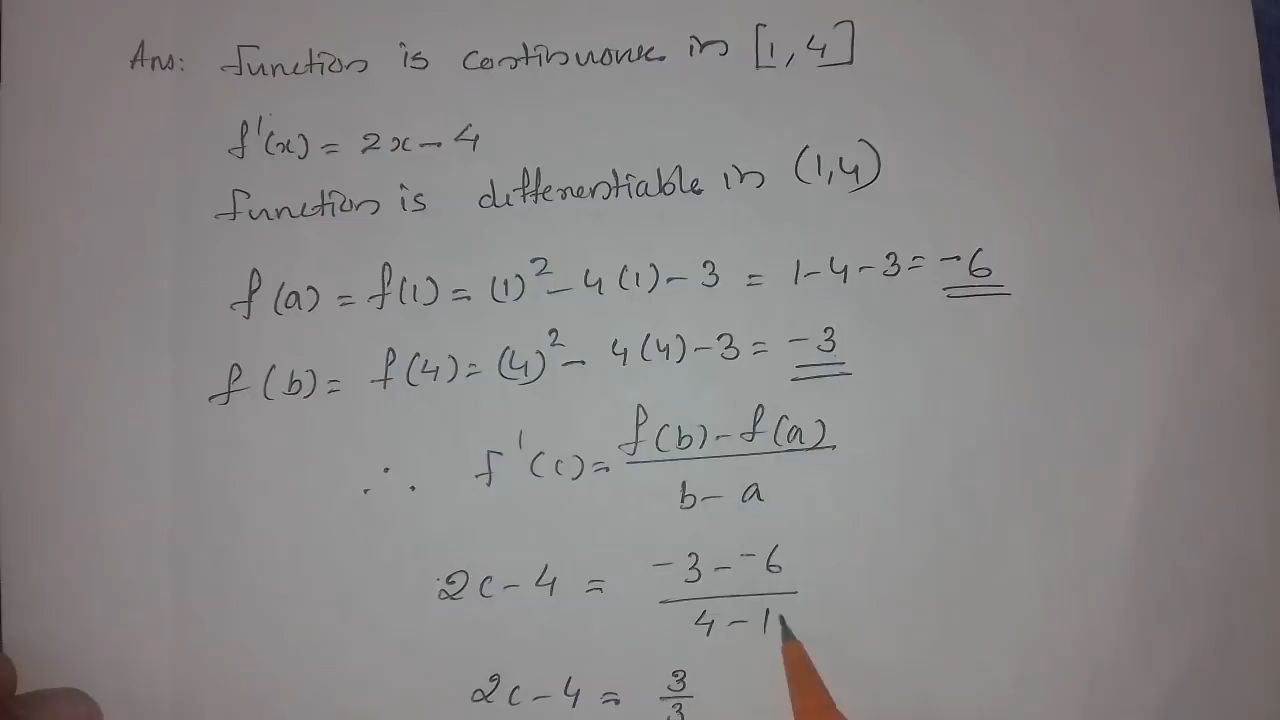 Ans: function is continuous in [1, 4]
f'(x) = 2x - 4
function is differentiable in (1,4)
f(a) = f(1) = (1)² - 4(1) - 3 = 1-4-3 = -6
f(b) = f(4) = (4)² - 4(4) - 3 = -3
∴ f'(c) = f(b) - f(a) / b - a
2c - 4 = -3 - -6 / 4 - 1
2c - 4 = 3/3